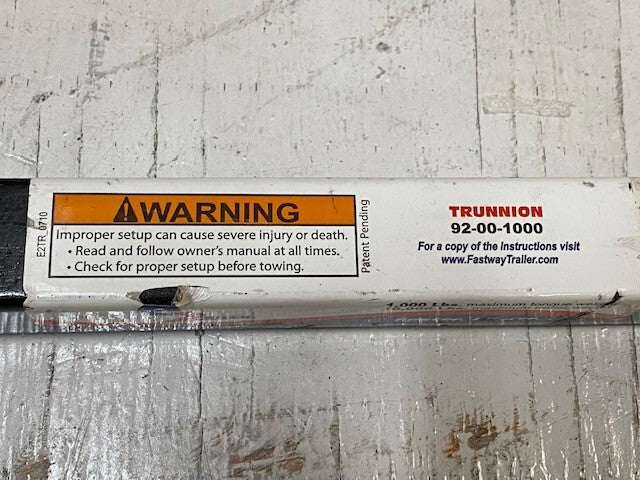 E2TR_0710
WARNING
Improper setup can cause severe injury or death.
• Read and follow owner's manual at all times.
• Check for proper setup before towing.
Patent Pending
TRUNNION
92-00-1000
For a copy of the instructions visit
www.FastwayTrailer.com
1,000 Lbs. maximum tongue